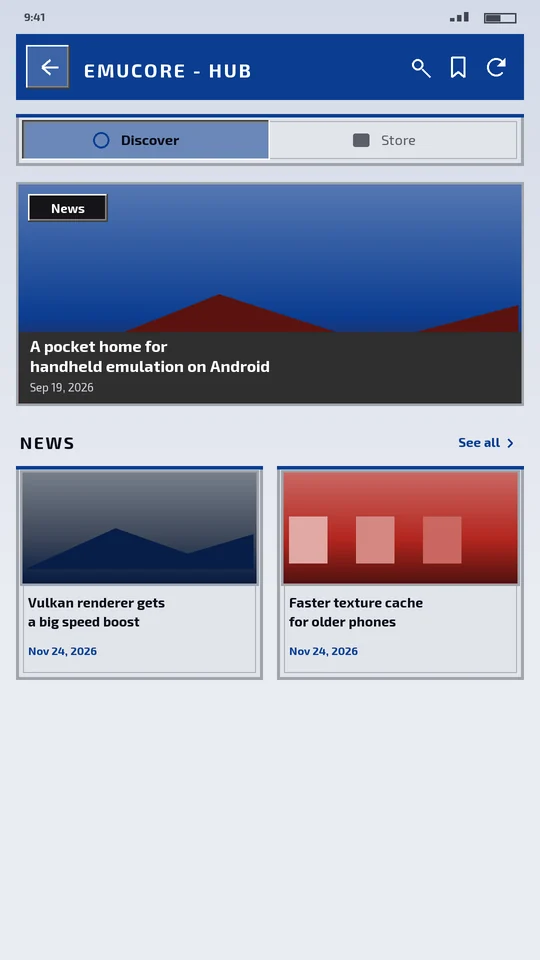 9:41
EMUCORE - HUB
Discover
Store
News
A pocket home for
handheld emulation on Android
Sep 19, 2026
NEWS
See all
Vulkan renderer gets
a big speed boost
Nov 24, 2026
Faster texture cache
for older phones
Nov 24, 2026